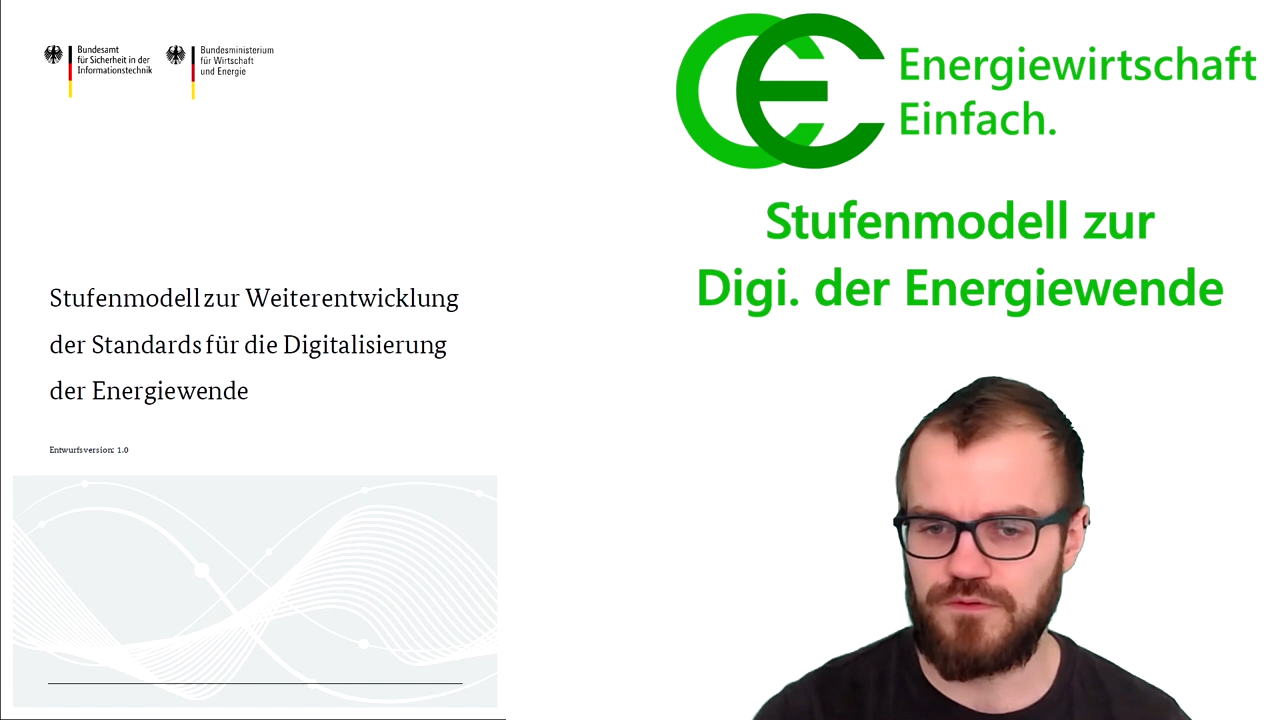 Bundesamt
für Sicherheit in der
Informationstechnik
Bundesministerium
für Wirtschaft
und Energie
Stufenmodell zur Weiterentwicklung
der Standards für die Digitalisierung
der Energiewende
Entwurfsversion: 1.0
Energiewirtschaft
Einfach.
Stufenmodell zur
Digi. der Energiewende